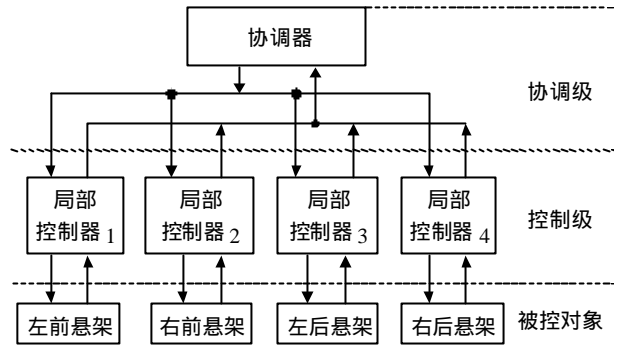 协调器
协调级
局部
控制器1
局部
控制器2
局部
控制器3
局部
控制器4
控制级
左前悬架
右前悬架
左后悬架
右后悬架
被控对象